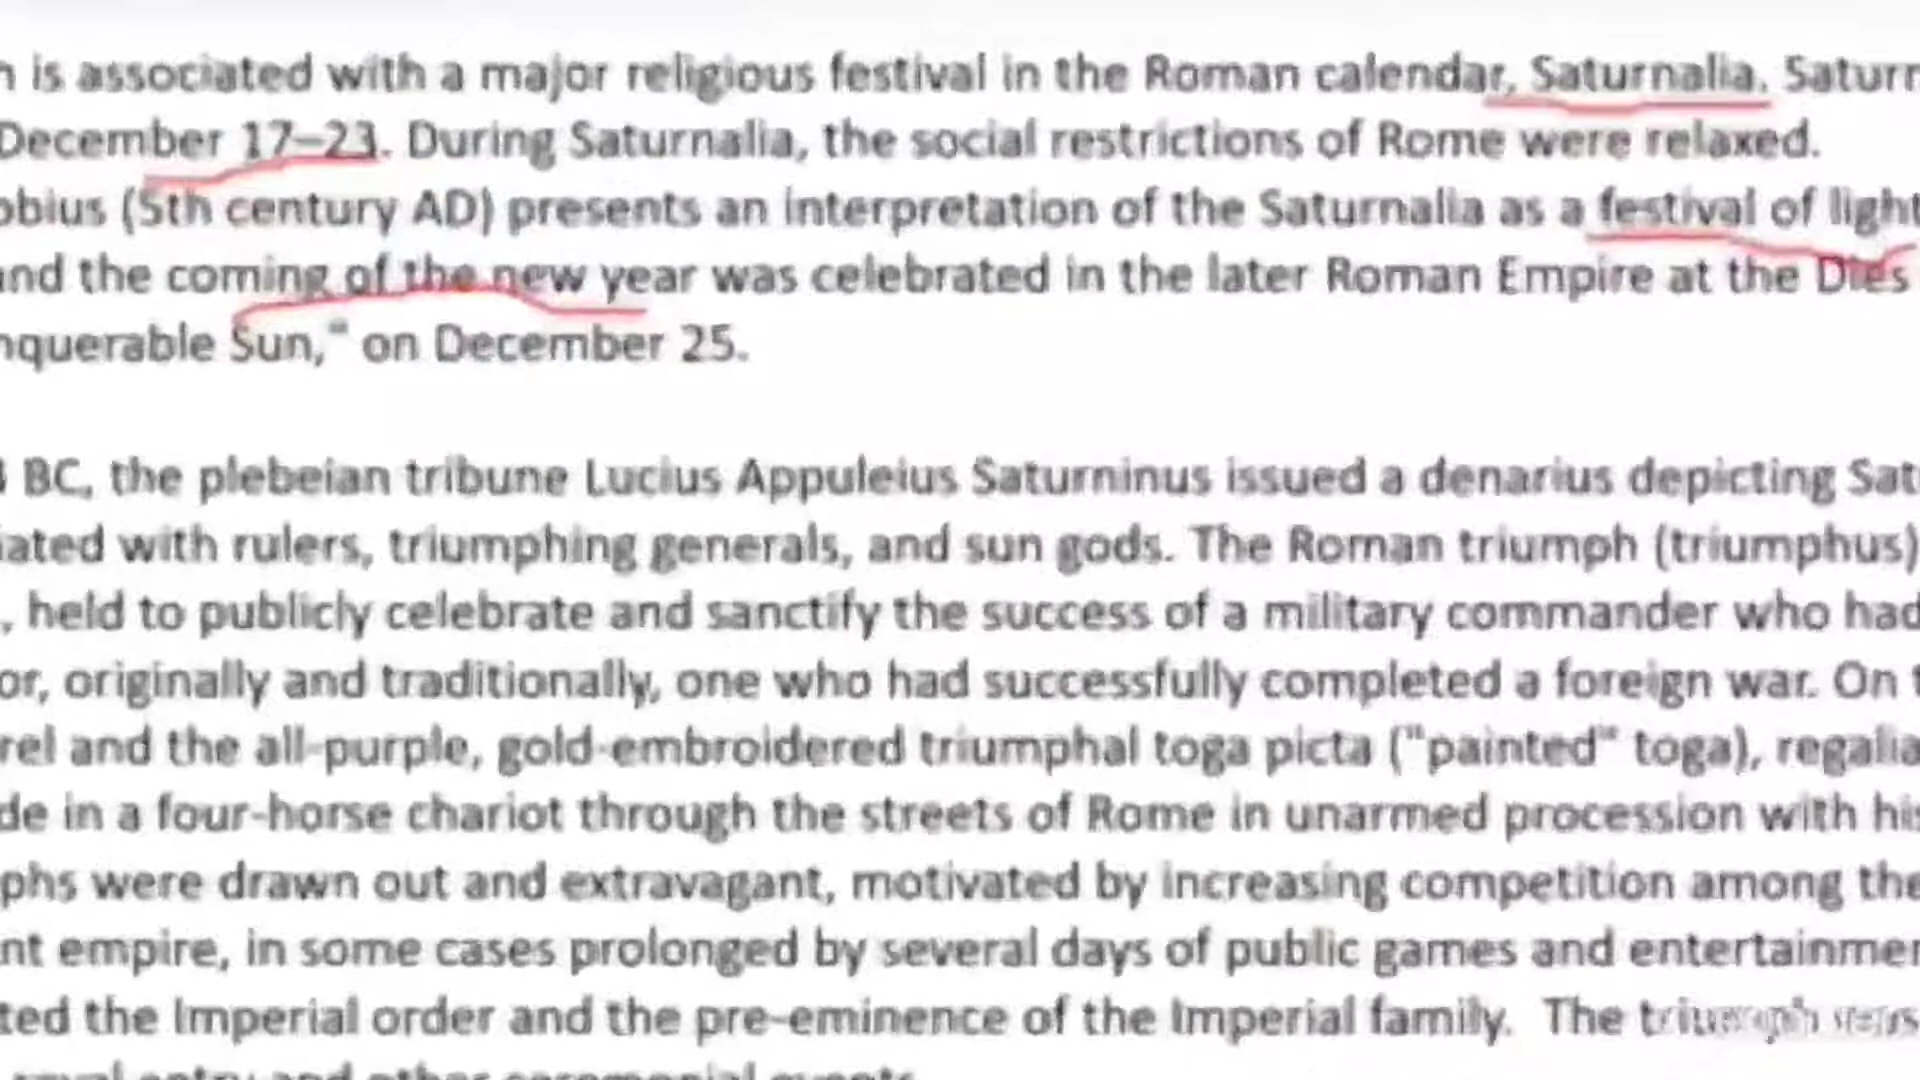 is associated with a major religious festival in the Roman calendar, Saturnalia. Saturn
December 17–23. During Saturnalia, the social restrictions of Rome were relaxed.
obius (5th century AD) presents an interpretation of the Saturnalia as a festival of light
and the coming of the new year was celebrated in the later Roman Empire at the Dies
nquerable Sun," on December 25.
BC, the plebeian tribune Lucius Appuleius Saturninus issued a denarius depicting Sat
iated with rulers, triumphing generals, and sun gods. The Roman triumph (triumphus)
, held to publicly celebrate and sanctify the success of a military commander who had
or, originally and traditionally, one who had successfully completed a foreign war. On t
rel and the all-purple, gold-embroidered triumphal toga picta ("painted" toga), regalia
de in a four-horse chariot through the streets of Rome in unarmed procession with his
phs were drawn out and extravagant, motivated by increasing competition among the
nt empire, in some cases prolonged by several days of public games and entertainmen
ted the Imperial order and the pre-eminence of the Imperial family. The triumph was
royal entry and other ceremonial events.